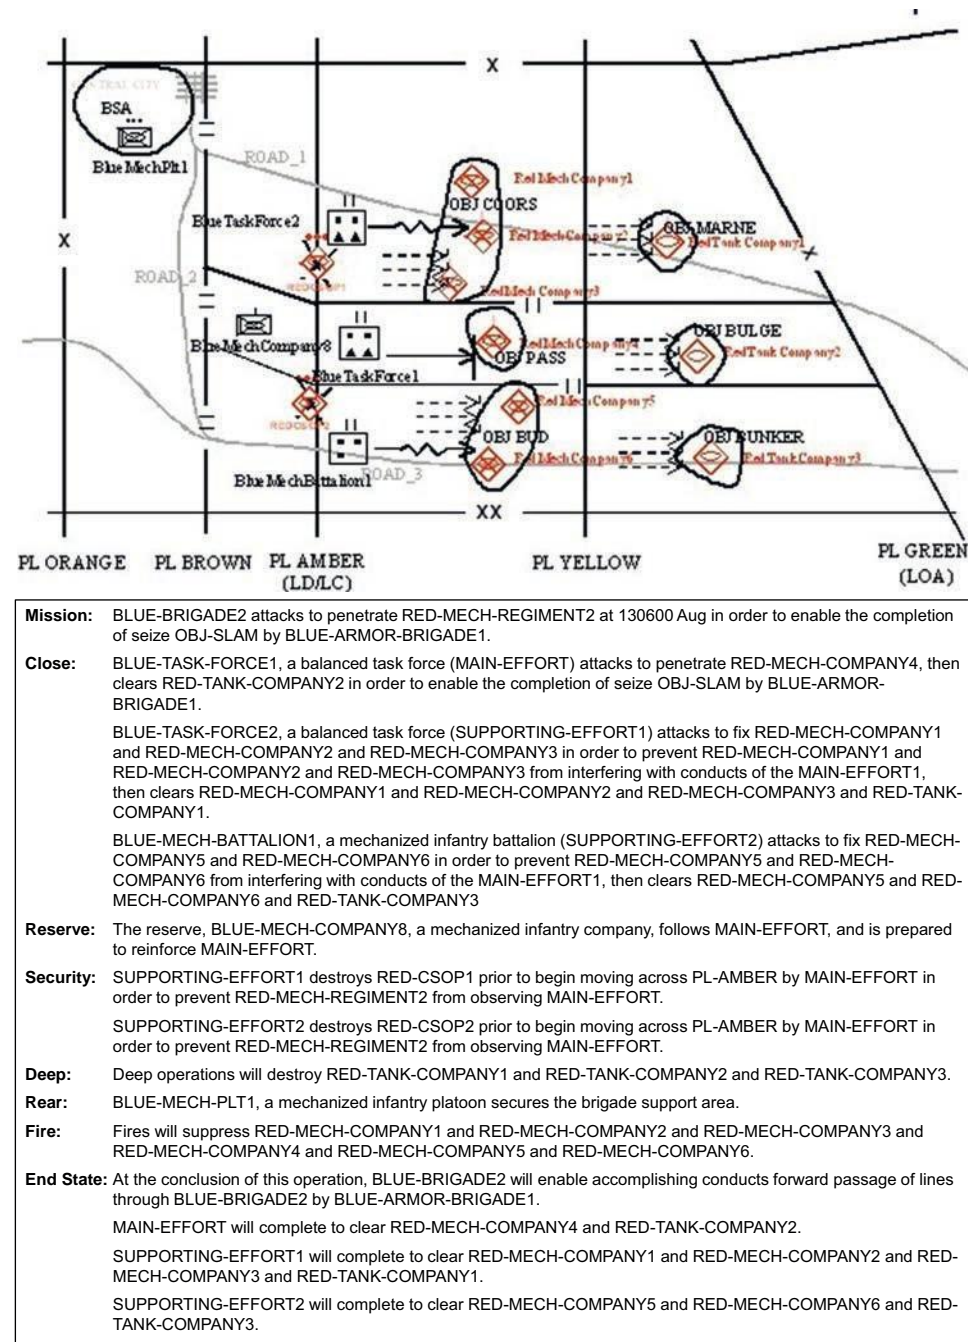 X
CENTRAL CITY
BSA
BlueMechPlt1
ROAD_1
RedMechCompany1
OBJ COORS
BlueTaskForce2
OBJ MARNE
RedMechCompany2
RedTankCompany1
X
X
ROAD_2
REDCSOP1
RedMechCompany3
OBJ BULGE
BlueMechCompany8
RedMechCompany4
RedTankCompany2
OBJ PASS
BlueTaskForce1
RedMechCompany5
REDCSOP2
OBJ BUD
OBJ BUNKER
RedMechCompany6
RedTankCompany3
BlueMechBattalion1
ROAD_3
XX
PL ORANGE PL BROWN PL AMBER PL YELLOW PL GREEN
(LD/LC) (LOA)
Mission: BLUE-BRIGADE2 attacks to penetrate RED-MECH-REGIMENT2 at 130600 Aug in order to enable the completion
of seize OBJ-SLAM by BLUE-ARMOR-BRIGADE1.
Close: BLUE-TASK-FORCE1, a balanced task force (MAIN-EFFORT) attacks to penetrate RED-MECH-COMPANY4, then
clears RED-TANK-COMPANY2 in order to enable the completion of seize OBJ-SLAM by BLUE-ARMOR-
BRIGADE1.
BLUE-TASK-FORCE2, a balanced task force (SUPPORTING-EFFORT1) attacks to fix RED-MECH-COMPANY1
and RED-MECH-COMPANY2 and RED-MECH-COMPANY3 in order to prevent RED-MECH-COMPANY1 and
RED-MECH-COMPANY2 and RED-MECH-COMPANY3 from interfering with conducts of the MAIN-EFFORT1,
then clears RED-MECH-COMPANY1 and RED-MECH-COMPANY2 and RED-MECH-COMPANY3 and RED-TANK-
COMPANY1.
BLUE-MECH-BATTALION1, a mechanized infantry battalion (SUPPORTING-EFFORT2) attacks to fix RED-MECH-
COMPANY5 and RED-MECH-COMPANY6 in order to prevent RED-MECH-COMPANY5 and RED-MECH-
COMPANY6 from interfering with conducts of the MAIN-EFFORT1, then clears RED-MECH-COMPANY5 and RED-
MECH-COMPANY6 and RED-TANK-COMPANY3
Reserve: The reserve, BLUE-MECH-COMPANY8, a mechanized infantry company, follows MAIN-EFFORT, and is prepared
to reinforce MAIN-EFFORT.
Security: SUPPORTING-EFFORT1 destroys RED-CSOP1 prior to begin moving across PL-AMBER by MAIN-EFFORT in
order to prevent RED-MECH-REGIMENT2 from observing MAIN-EFFORT.
SUPPORTING-EFFORT2 destroys RED-CSOP2 prior to begin moving across PL-AMBER by MAIN-EFFORT in
order to prevent RED-MECH-REGIMENT2 from observing MAIN-EFFORT.
Deep: Deep operations will destroy RED-TANK-COMPANY1 and RED-TANK-COMPANY2 and RED-TANK-COMPANY3.
Rear: BLUE-MECH-PLT1, a mechanized infantry platoon secures the brigade support area.
Fire: Fires will suppress RED-MECH-COMPANY1 and RED-MECH-COMPANY2 and RED-MECH-COMPANY3 and
RED-MECH-COMPANY4 and RED-MECH-COMPANY5 and RED-MECH-COMPANY6.
End State: At the conclusion of this operation, BLUE-BRIGADE2 will enable accomplishing conducts forward passage of lines
through BLUE-BRIGADE2 by BLUE-ARMOR-BRIGADE1.
MAIN-EFFORT will complete to clear RED-MECH-COMPANY4 and RED-TANK-COMPANY2.
SUPPORTING-EFFORT1 will complete to clear RED-MECH-COMPANY1 and RED-MECH-COMPANY2 and RED-
MECH-COMPANY3 and RED-TANK-COMPANY1.
SUPPORTING-EFFORT2 will complete to clear RED-MECH-COMPANY5 and RED-MECH-COMPANY6 and RED-
TANK-COMPANY3.